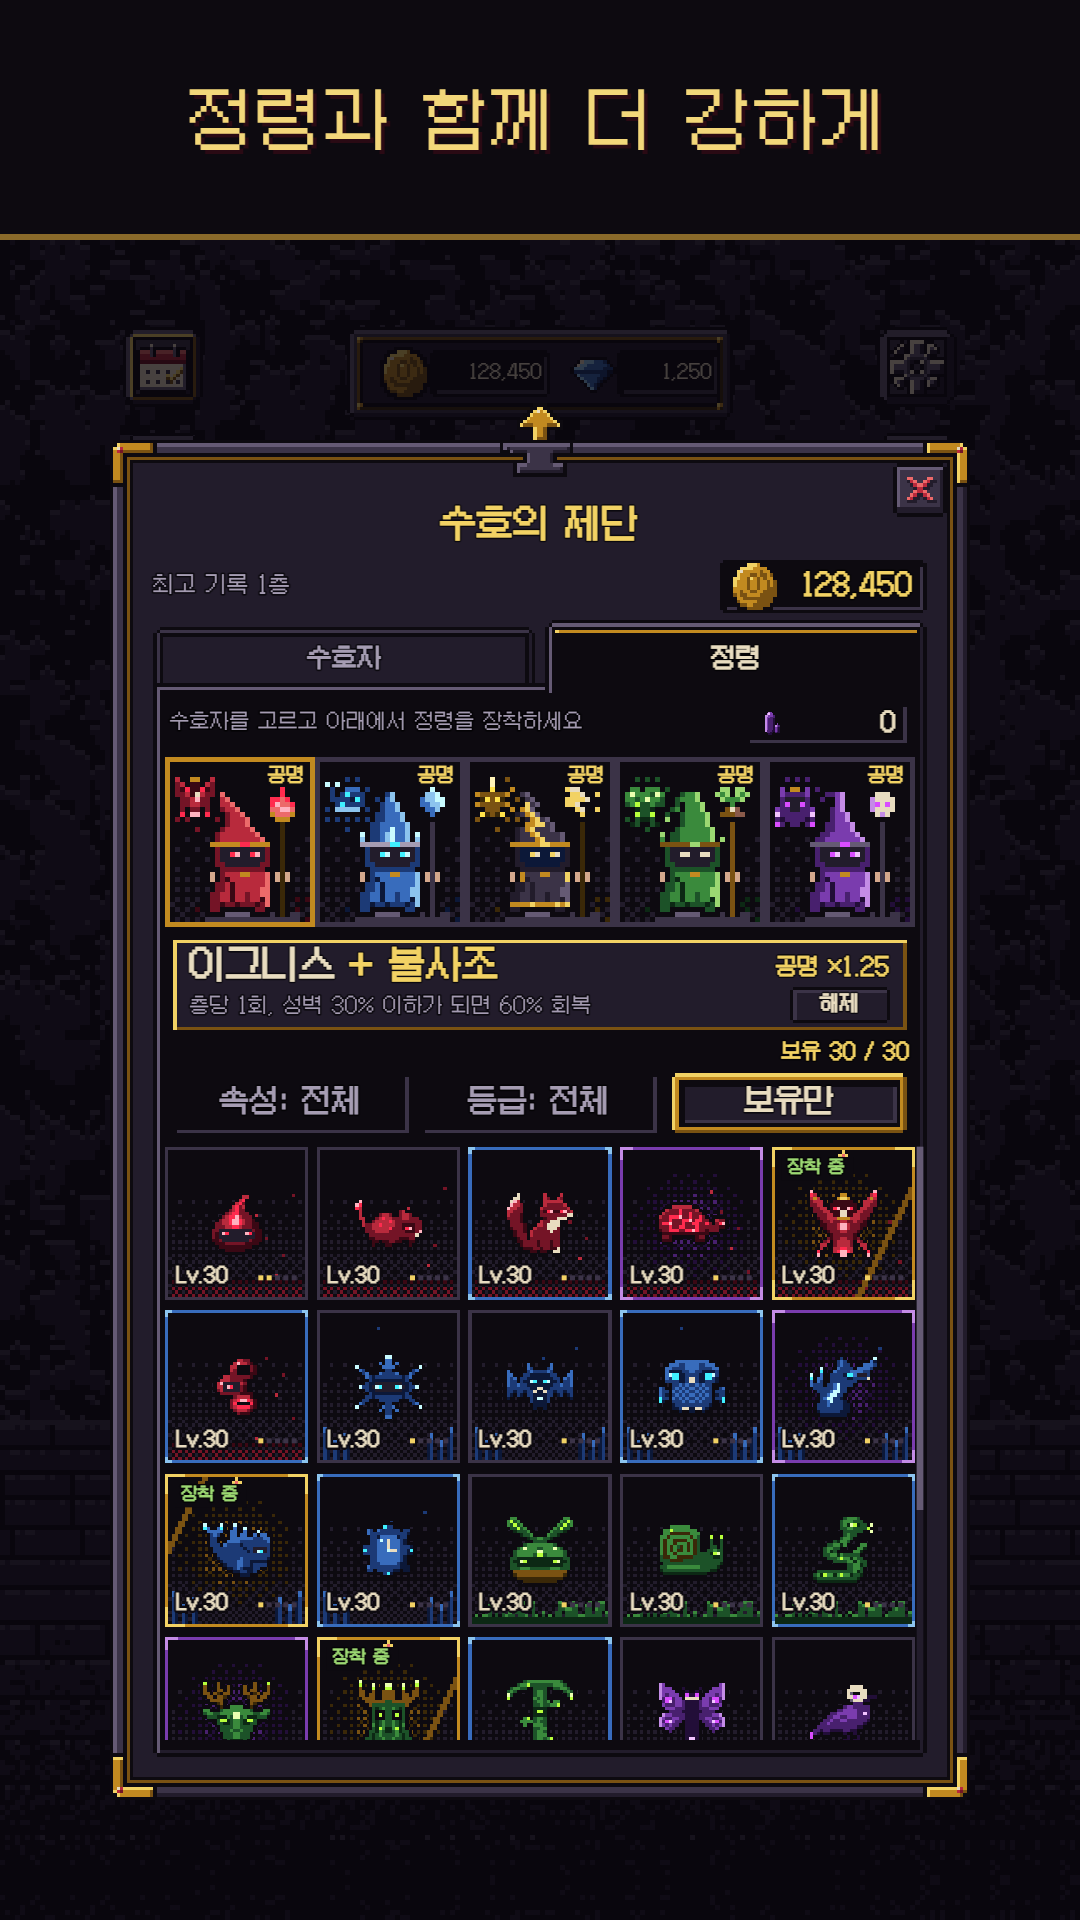 정령과 함께 더 강하게
128,450 1,250
수호의 제단
최고 기록 1층 128,450
수호자 정령
수호자를 고르고 아래에서 정령을 장착하세요 0
공명 공명 공명 공명 공명
이그니스 + 불사조 공명 ×1.25
층당 1회, 성벽 30% 이하가 되면 60% 회복 해제
보유 30 / 30
속성: 전체 등급: 전체 보유만
장착 중
Lv.30 Lv.30 Lv.30 Lv.30 Lv.30
Lv.30 Lv.30 Lv.30 Lv.30 Lv.30
장착 중
Lv.30 Lv.30 Lv.30 Lv.30 Lv.30
장착 중